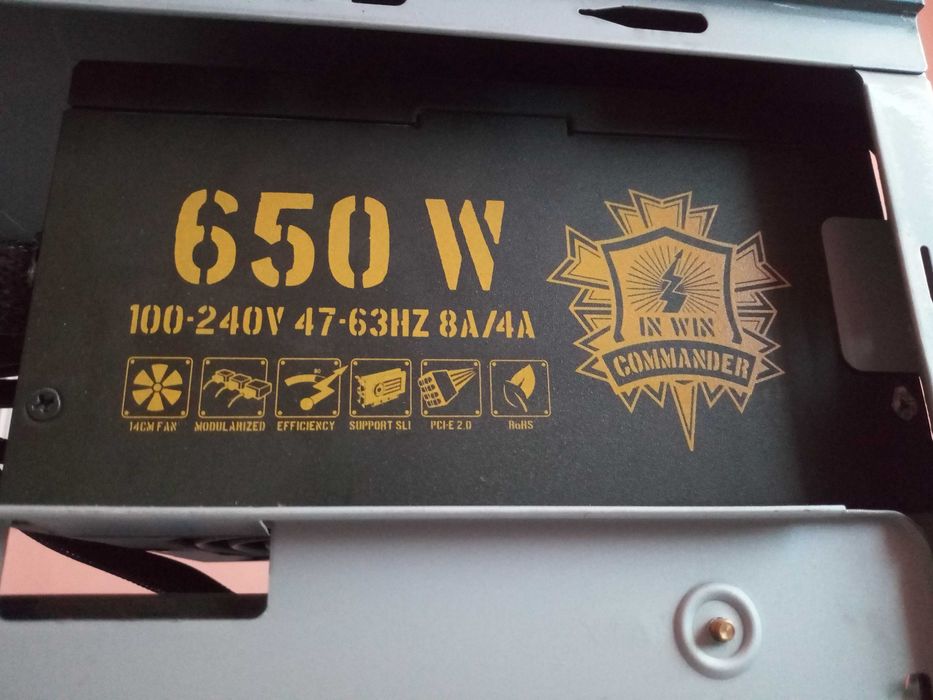 650 W
100-240V 47-63HZ 8A/4A
14CM FAN MODULARIZED EFFICIENCY SUPPORT SLI PCI-E 2.0 RoHS
IN WIN
COMMANDER